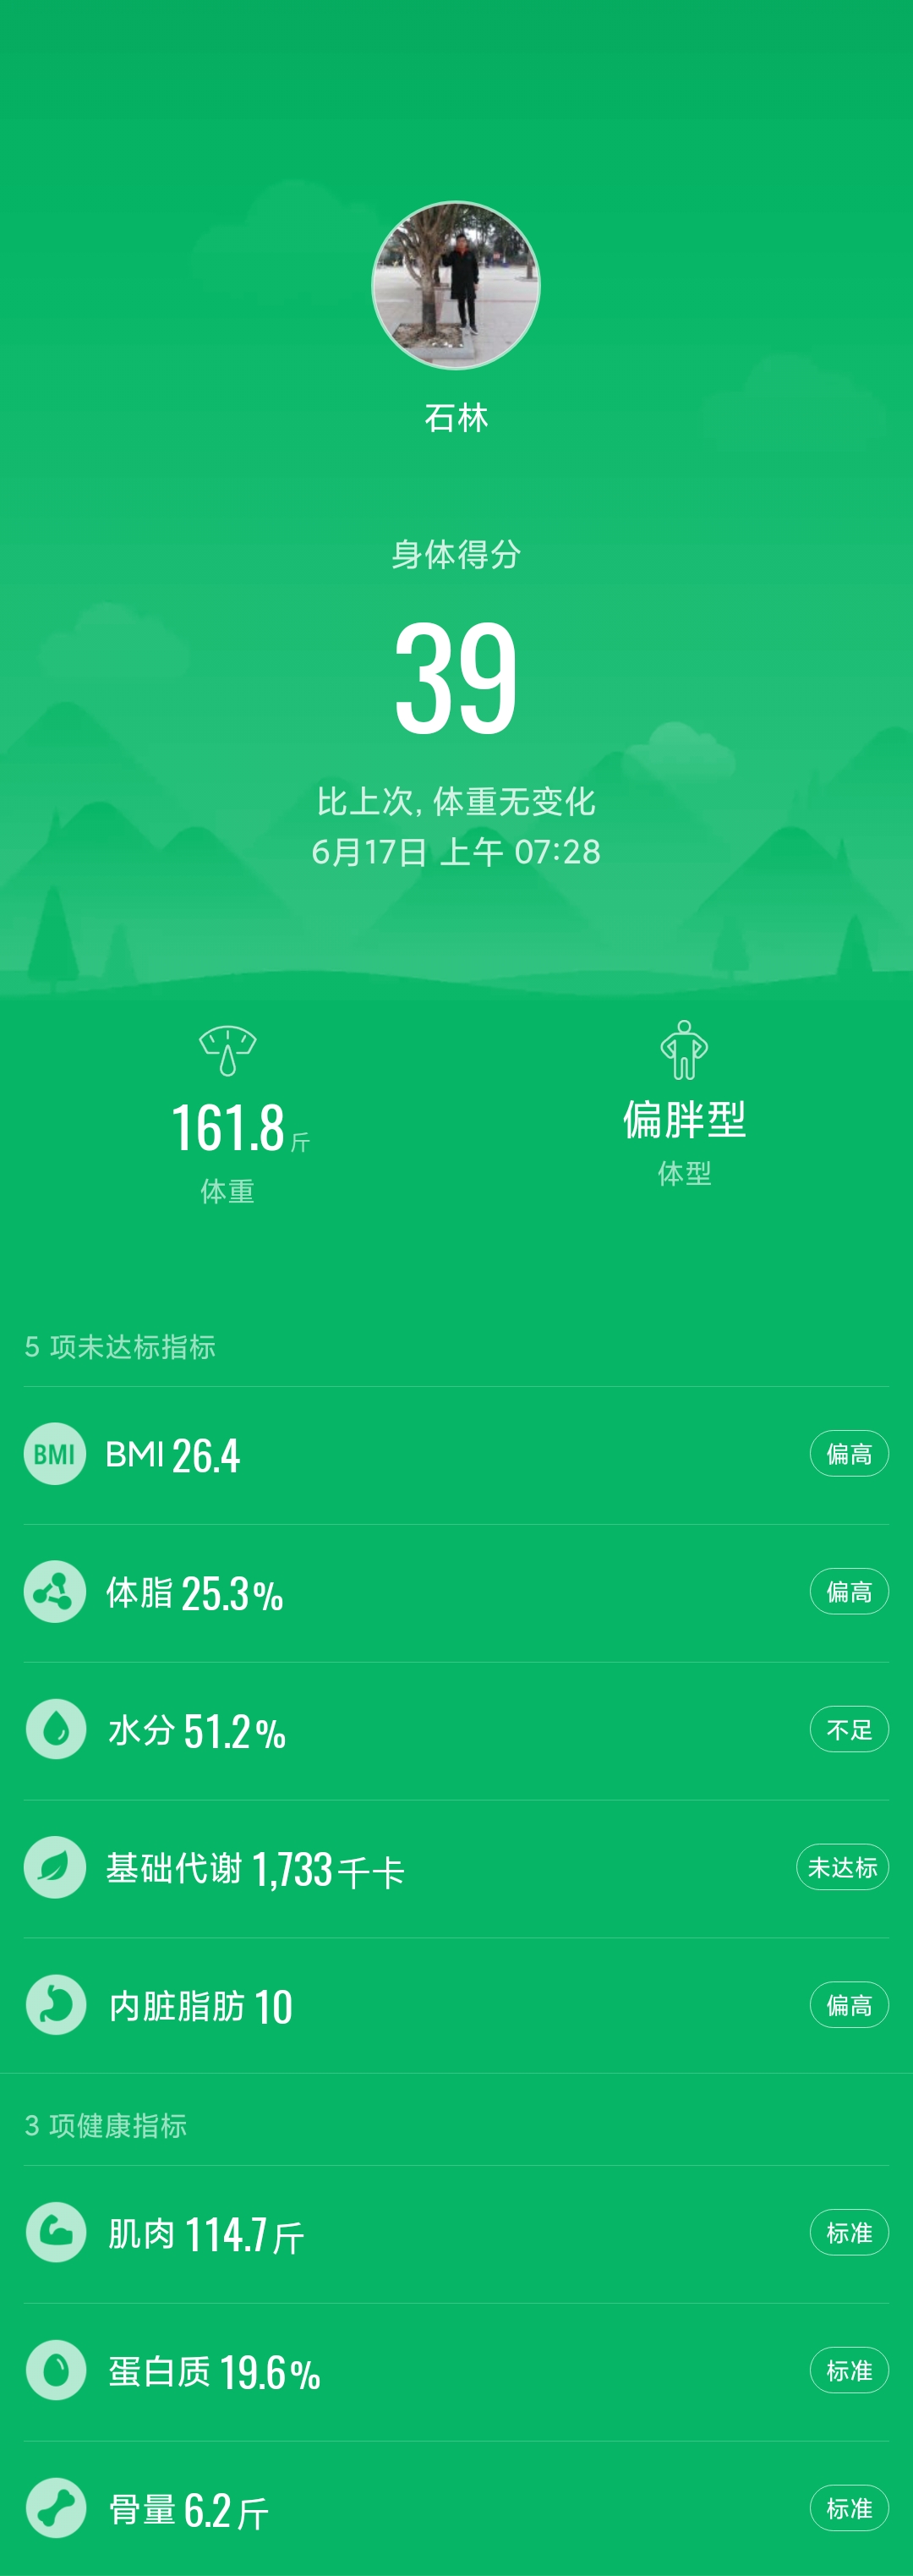 石林
身体得分
39
比上次, 体重无变化
6月17日 上午 07:28
161.8斤
体重
偏胖型
体型
5 项未达标指标
BMI BMI 26.4 偏高
体脂 25.3% 偏高
水分 51.2% 不足
基础代谢 1,733千卡 未达标
内脏脂肪 10 偏高
3 项健康指标
肌肉 114.7斤 标准
蛋白质 19.6% 标准
骨量 6.2斤 标准